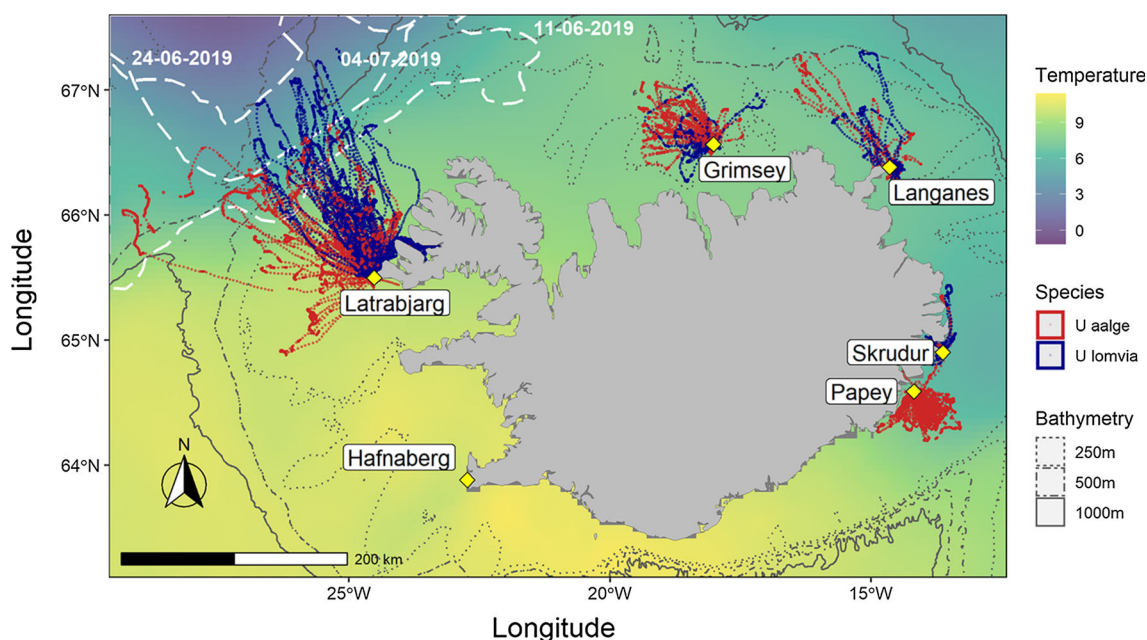 11-06-2019
24-06-2019
04-07-2019
67°N
66°N
65°N
64°N
Longitude
Grimsey
Langanes
Latrabjarg
Skrudur
Papey
Hafnaberg
N
200 km
25°W
20°W
15°W
Longitude
Temperature
9
6
3
0
Species
U aalge
U lomvia
Bathymetry
250m
500m
1000m